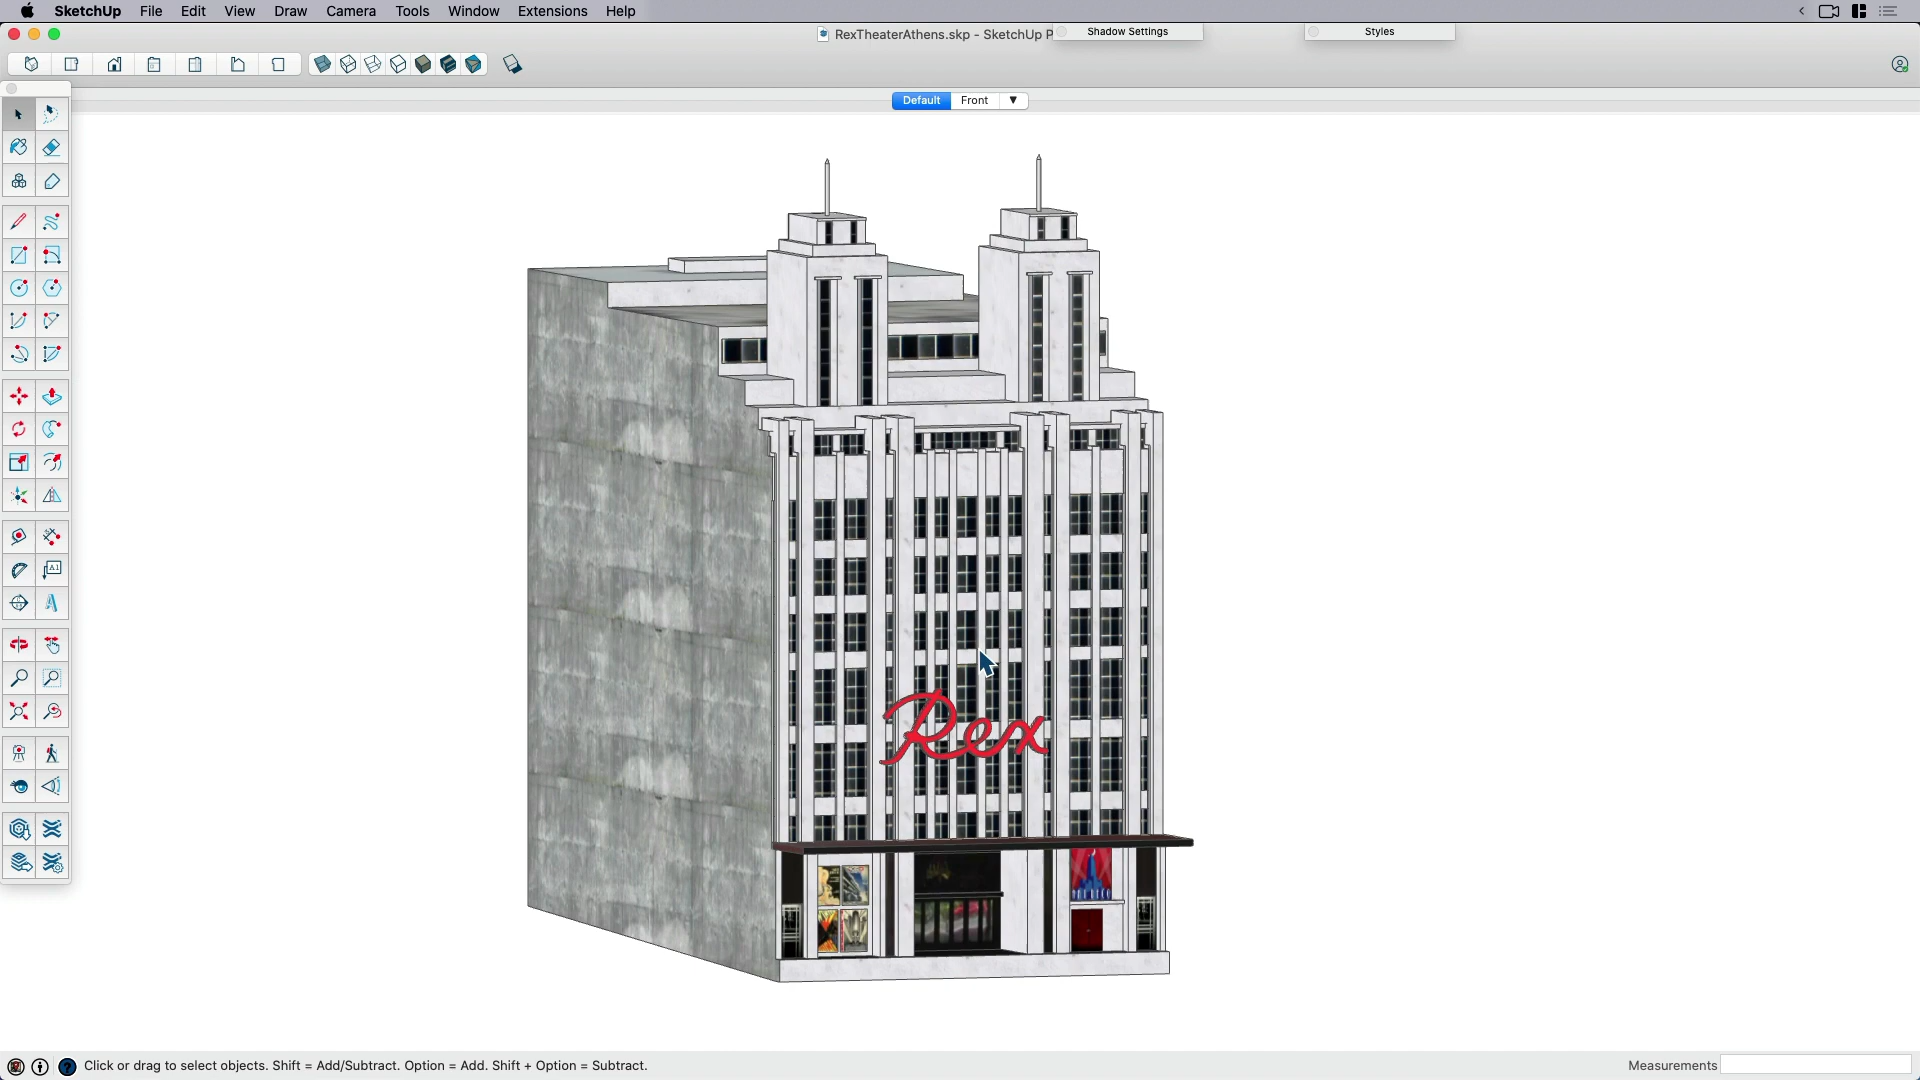 SketchUp File Edit View Draw Camera Tools Window Extensions Help
RexTheaterAthens.skp - SketchUp P
Shadow Settings
Styles
Default Front
A1
A
Rex
Click or drag to select objects. Shift = Add/Subtract. Option = Add. Shift + Option = Subtract.
Measurements